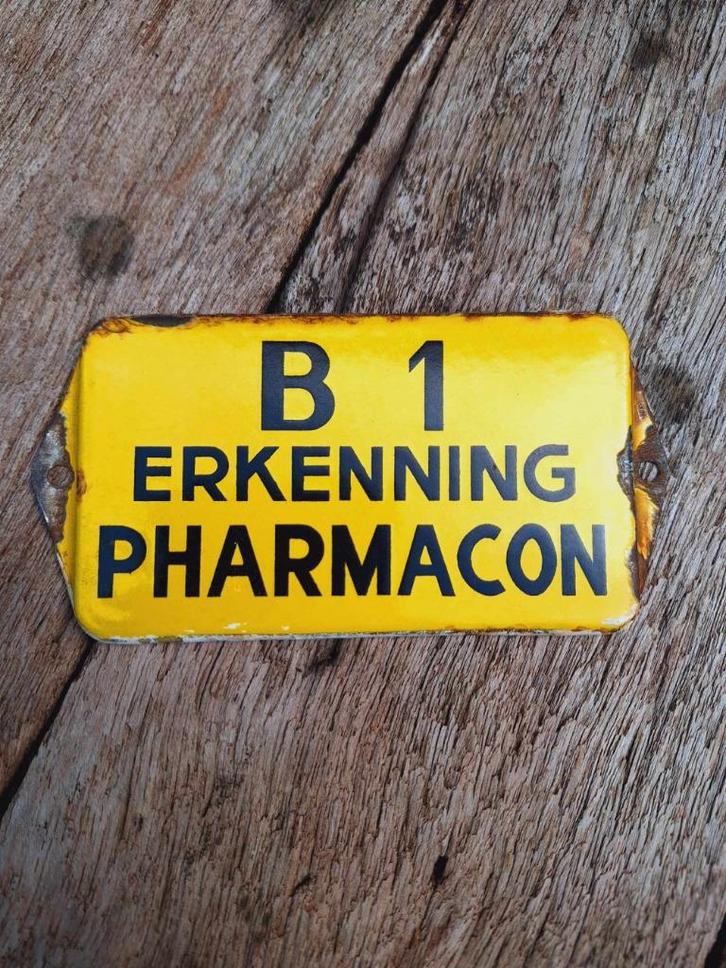 B 1
ERKENNING
PHARMACON